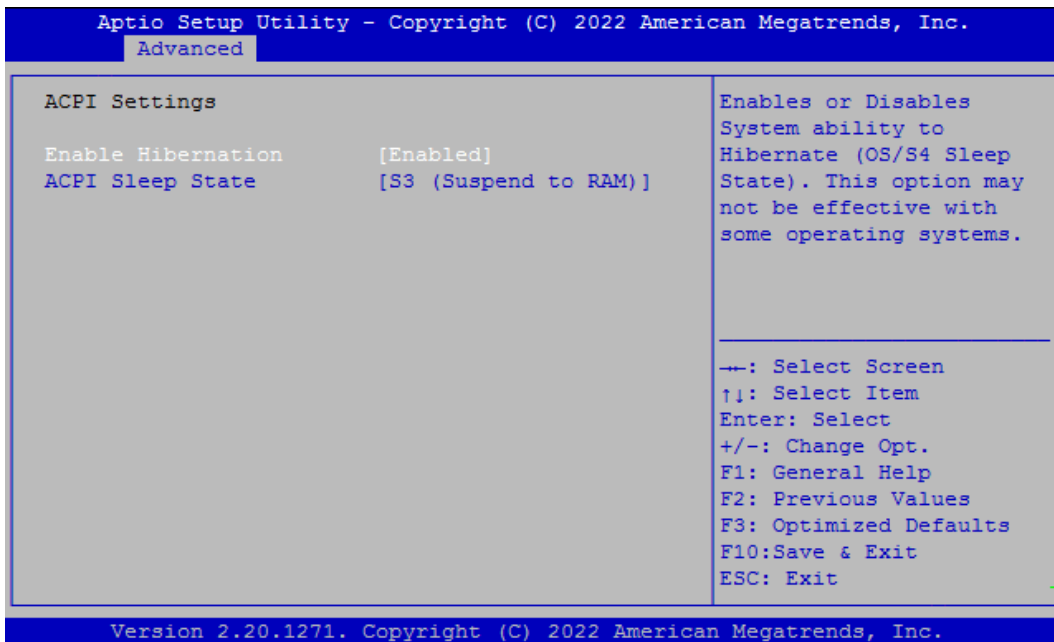 Aptio Setup Utility - Copyright (C) 2022 American Megatrends, Inc.
Advanced
ACPI Settings
Enable Hibernation [Enabled]
ACPI Sleep State [S3 (Suspend to RAM)]
Enables or Disables
System ability to
Hibernate (OS/S4 Sleep
State). This option may
not be effective with
some operating systems.
→←: Select Screen
↑↓: Select Item
Enter: Select
+/-: Change Opt.
F1: General Help
F2: Previous Values
F3: Optimized Defaults
F10:Save & Exit
ESC: Exit
Version 2.20.1271. Copyright (C) 2022 American Megatrends, Inc.